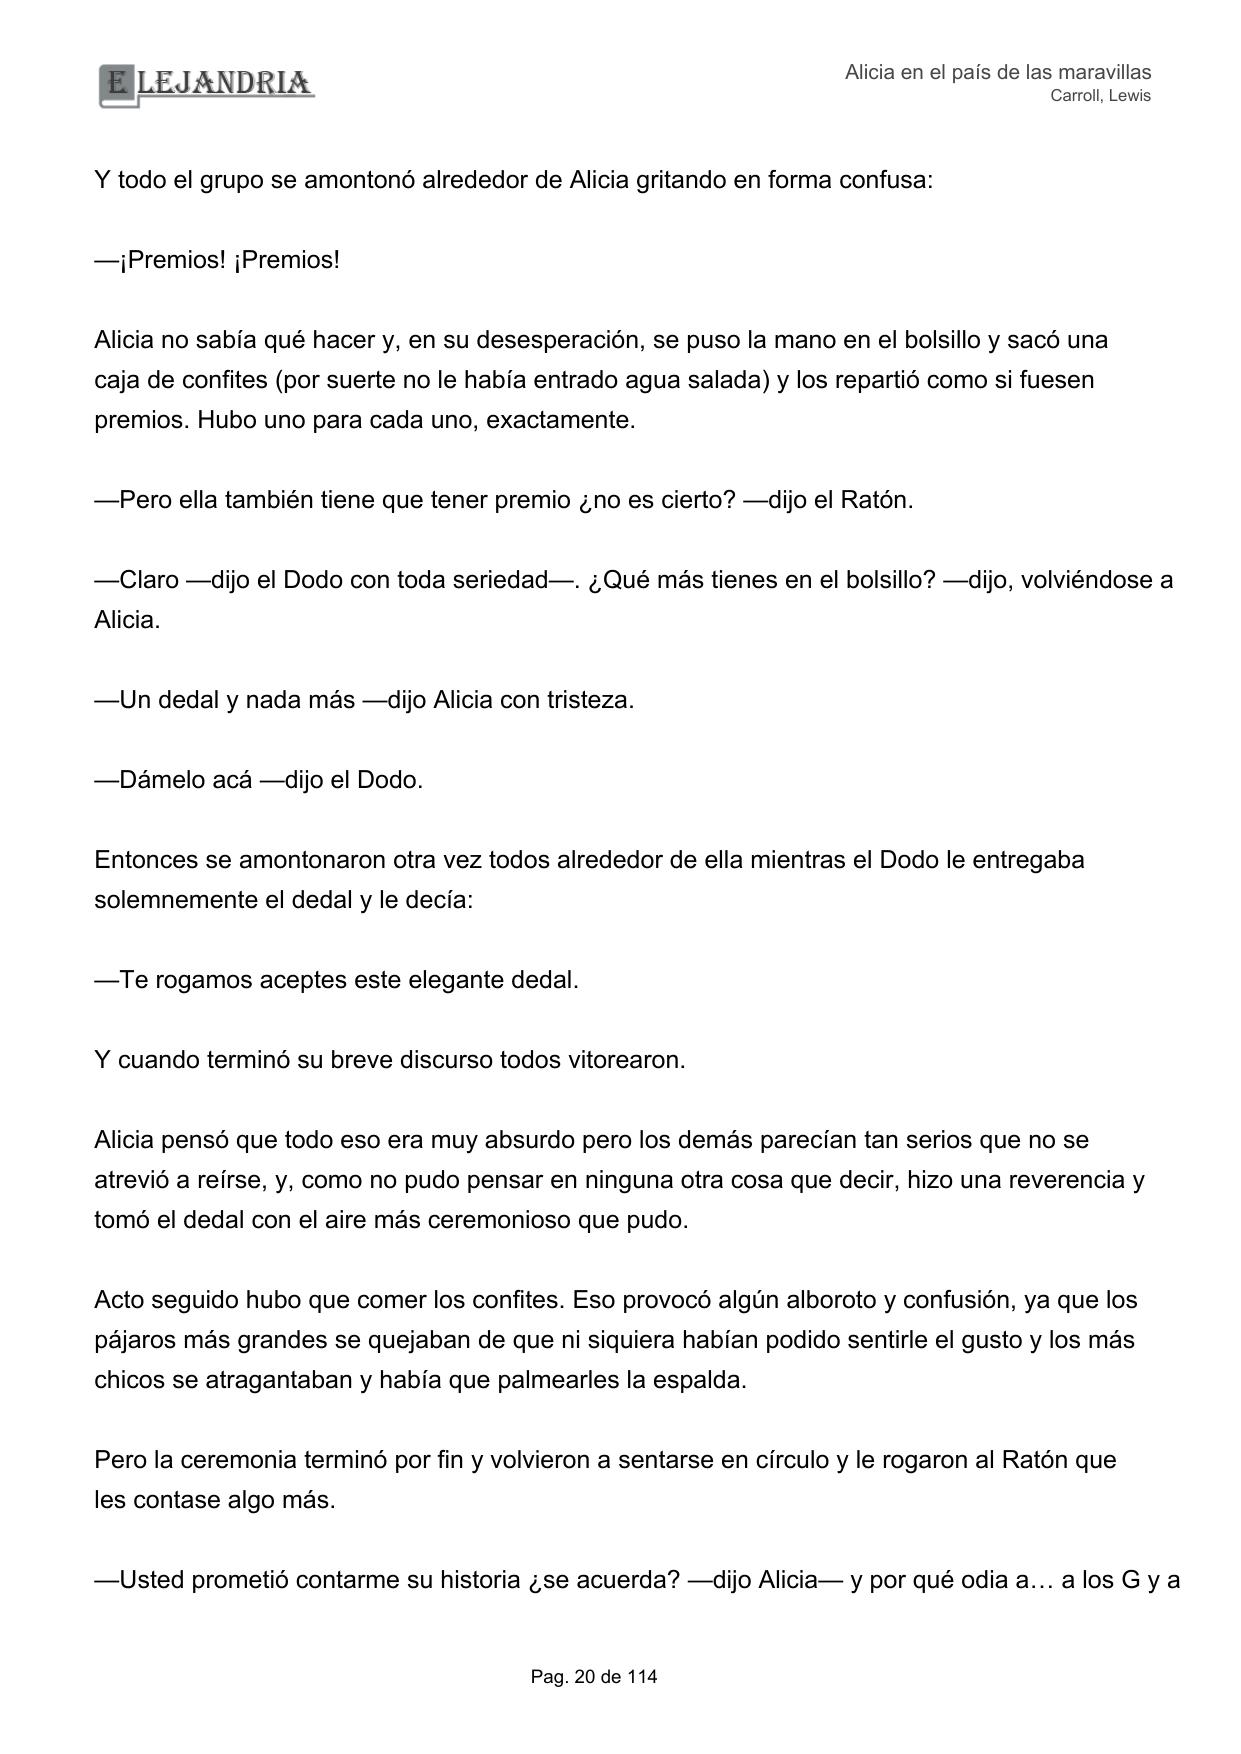 ELEJANDRIA
Alicia en el país de las maravillas
Carroll, Lewis
Y todo el grupo se amontonó alrededor de Alicia gritando en forma confusa:
—¡Premios! ¡Premios!
Alicia no sabía qué hacer y, en su desesperación, se puso la mano en el bolsillo y sacó una
caja de confites (por suerte no le había entrado agua salada) y los repartió como si fuesen
premios. Hubo uno para cada uno, exactamente.
—Pero ella también tiene que tener premio ¿no es cierto? —dijo el Ratón.
—Claro —dijo el Dodo con toda seriedad—. ¿Qué más tienes en el bolsillo? —dijo, volviéndose a
Alicia.
—Un dedal y nada más —dijo Alicia con tristeza.
—Dámelo acá —dijo el Dodo.
Entonces se amontonaron otra vez todos alrededor de ella mientras el Dodo le entregaba
solemnemente el dedal y le decía:
—Te rogamos aceptes este elegante dedal.
Y cuando terminó su breve discurso todos vitorearon.
Alicia pensó que todo eso era muy absurdo pero los demás parecían tan serios que no se
atrevió a reírse, y, como no pudo pensar en ninguna otra cosa que decir, hizo una reverencia y
tomó el dedal con el aire más ceremonioso que pudo.
Acto seguido hubo que comer los confites. Eso provocó algún alboroto y confusión, ya que los
pájaros más grandes se quejaban de que ni siquiera habían podido sentirle el gusto y los más
chicos se atragantaban y había que palmearles la espalda.
Pero la ceremonia terminó por fin y volvieron a sentarse en círculo y le rogaron al Ratón que
les contase algo más.
—Usted prometió contarme su historia ¿se acuerda? —dijo Alicia— y por qué odia a… a los G y a
Pag. 20 de 114